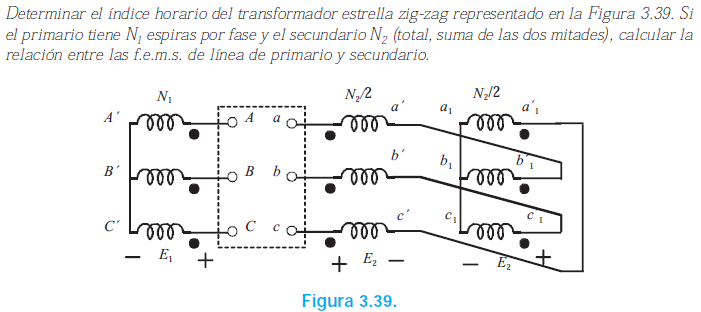 Determinar el índice horario del transformador estrella zig-zag representado en la Figura 3.39. Si
el primario tiene N₁ espiras por fase y el secundario N₂ (total, suma de las dos mitades), calcular la
relación entre las f.e.m.s. de línea de primario y secundario.
N₁ N₂/2 N₂/2
A´ A a a´ a₁ a´₁
B´ B b b´ b₁ b´₁
C´ C c c´ c₁ c₁
− E₁ + + E₂ − − E₂ +
Figura 3.39.